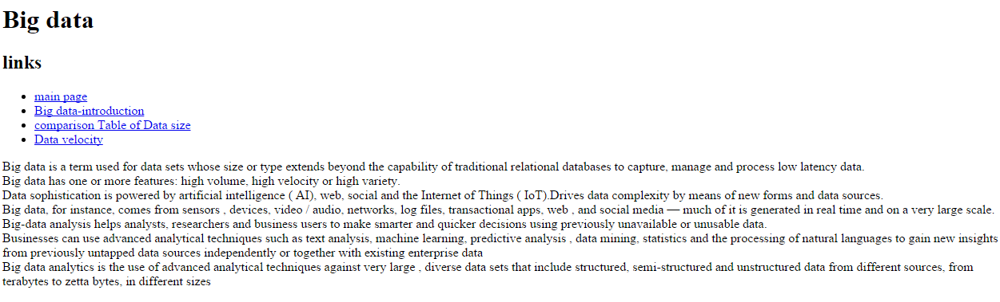 Big data
links
main page
Big data-introduction
comparison Table of Data size
Data velocity
Big data is a term used for data sets whose size or type extends beyond the capability of traditional relational databases to capture, manage and process low latency data.
Big data has one or more features: high volume, high velocity or high variety.
Data sophistication is powered by artificial intelligence ( AI), web, social and the Internet of Things ( IoT).Drives data complexity by means of new forms and data sources.
Big data, for instance, comes from sensors , devices, video / audio, networks, log files, transactional apps, web , and social media — much of it is generated in real time and on a very large scale.
Big-data analysis helps analysts, researchers and business users to make smarter and quicker decisions using previously unavailable or unusable data.
Businesses can use advanced analytical techniques such as text analysis, machine learning, predictive analysis , data mining, statistics and the processing of natural languages to gain new insights
from previously untapped data sources independently or together with existing enterprise data
Big data analytics is the use of advanced analytical techniques against very large , diverse data sets that include structured, semi-structured and unstructured data from different sources, from
terabytes to zetta bytes, in different sizes